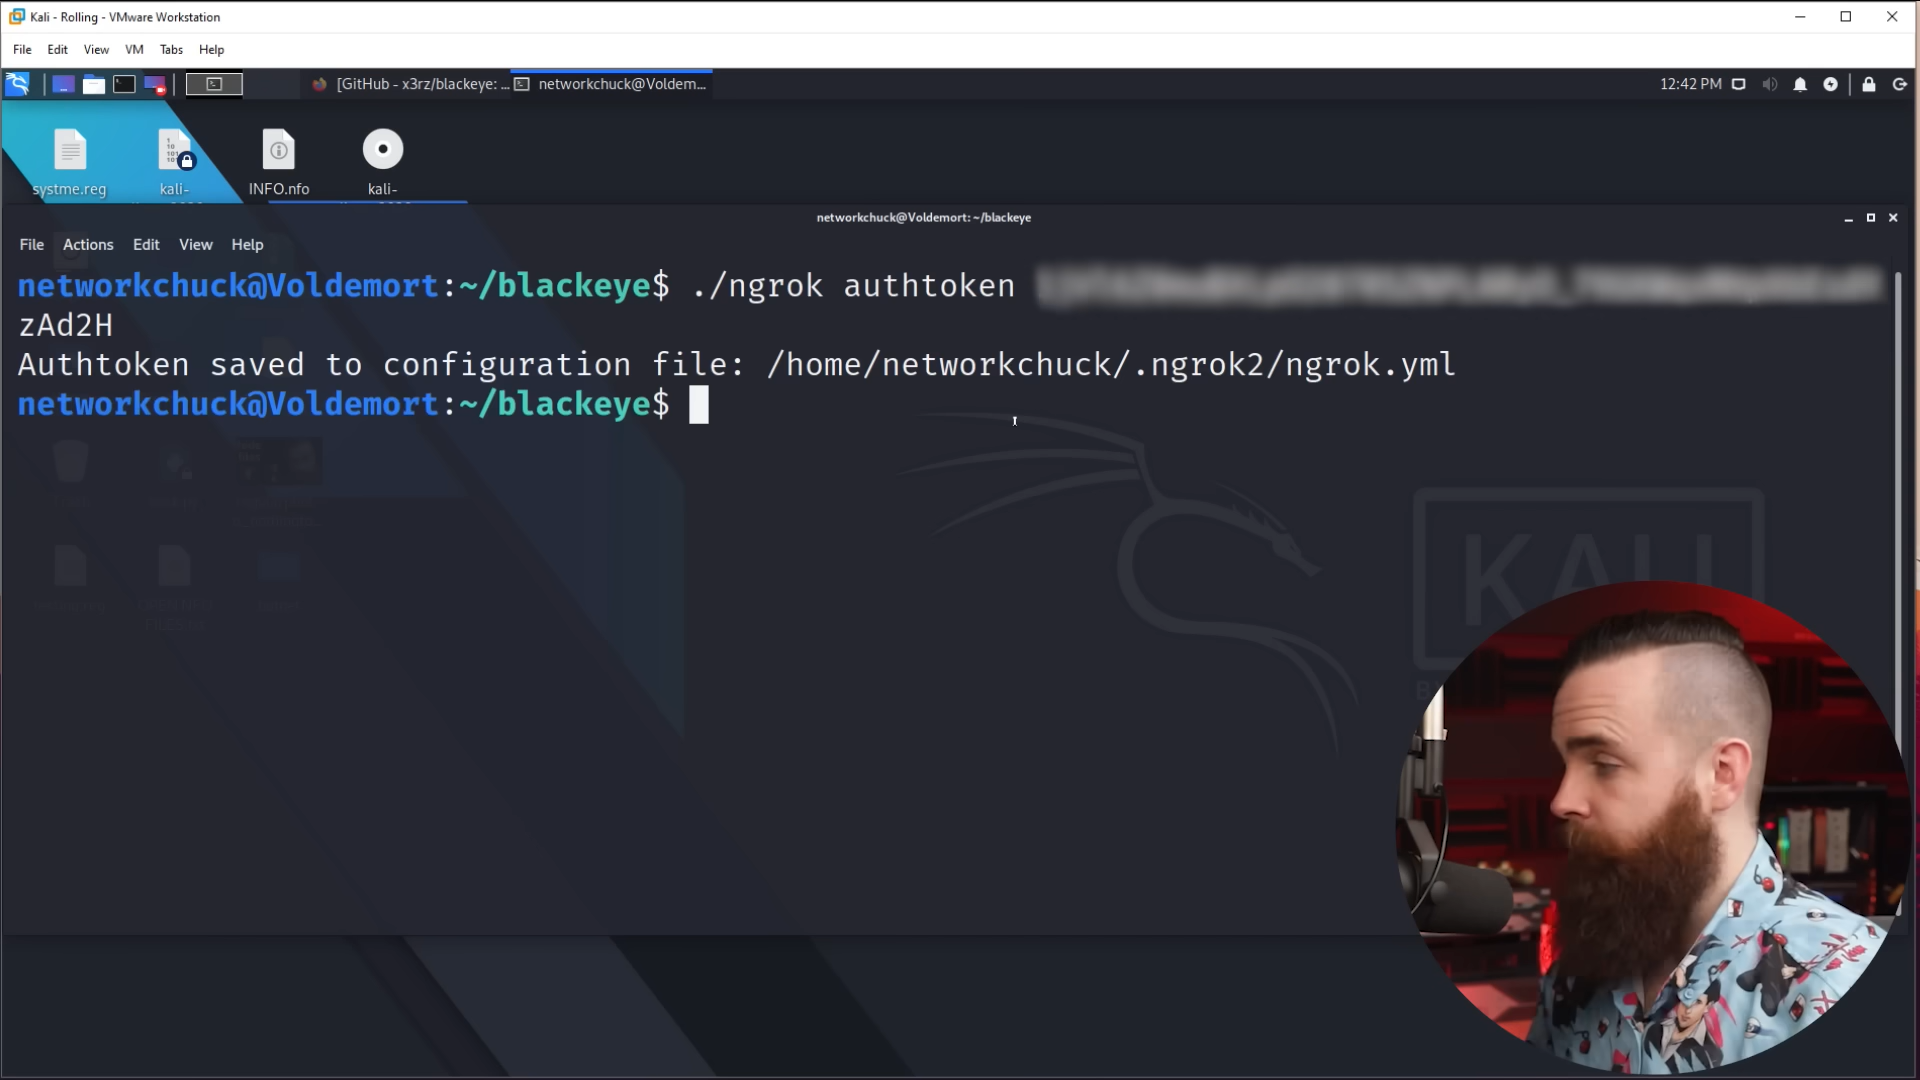 Kali - Rolling - VMware Workstation
File Edit View VM Tabs Help
[GitHub - x3rz/blackeye: ... networkchuck@Voldem... 12:42 PM
systme.reg kali- INFO.nfo kali-
networkchuck@Voldemort: ~/blackeye
File Actions Edit View Help
networkchuck@Voldemort:~/blackeye$ ./ngrok authtoken
zAd2H
Authtoken saved to configuration file: /home/networkchuck/.ngrok2/ngrok.yml
networkchuck@Voldemort:~/blackeye$
KALI